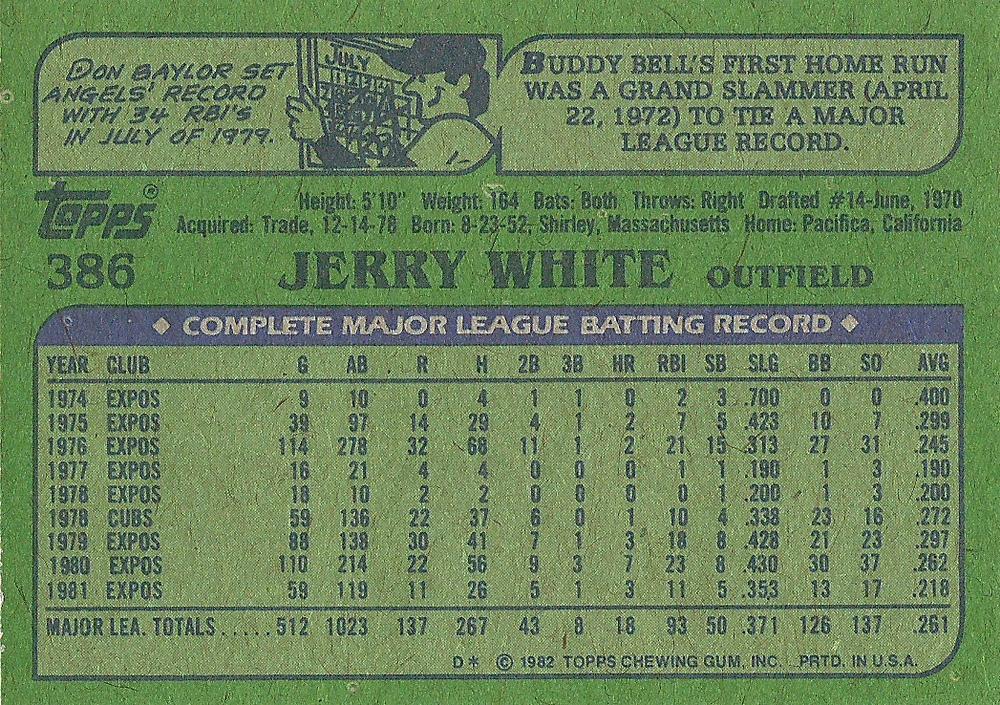 DON BAYLOR SET
ANGELS' RECORD
WITH 34 RBI'S
IN JULY OF 1979.
JULY
BUDDY BELL'S FIRST HOME RUN
WAS A GRAND SLAMMER (APRIL
22, 1972) TO TIE A MAJOR
LEAGUE RECORD.
Topps®
Height: 5'10" Weight: 164 Bats: Both Throws: Right Drafted #14-June, 1970
Acquired: Trade, 12-14-78 Born: 8-23-52, Shirley, Massachusetts Home: Pacifica, California
386 JERRY WHITE OUTFIELD
◆ COMPLETE MAJOR LEAGUE BATTING RECORD ◆
YEAR CLUB G AB R H 2B 3B HR RBI SB SLG BB SO AVG
1974 EXPOS 9 10 0 4 1 1 0 2 3 .700 0 0 .400
1975 EXPOS 39 97 14 29 4 1 2 7 5 .423 10 7 .299
1976 EXPOS 114 278 32 68 11 1 2 21 15 .313 27 31 .245
1977 EXPOS 16 21 4 4 0 0 0 1 1 .190 1 3 .190
1978 EXPOS 18 10 2 2 0 0 0 0 1 .200 1 3 .200
1978 CUBS 59 136 22 37 6 0 1 10 4 .338 23 16 .272
1979 EXPOS 88 138 30 41 7 1 3 18 8 .428 21 23 .297
1980 EXPOS 110 214 22 56 9 3 7 23 8 .430 30 37 .262
1981 EXPOS 59 119 11 26 5 1 3 11 5 .353 13 17 .218
MAJOR LEA. TOTALS.....512 1023 137 267 43 8 18 93 50 .371 126 137 .261
D* © 1982 TOPPS CHEWING GUM, INC. PRTD. IN U.S.A.